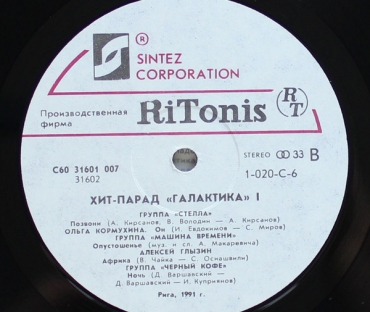 ®
SINTEZ
CORPORATION
Производственная
фирма
RiTonis
R
T
®
С60 31601 007
31602
STEREO 33 B
1-020-С-6
ХИТ-ПАРАД «ГАЛАКТИКА» I
ГРУППА «СТЕЛЛА»
Позвони (А. Кирсанов, В. Володин — А. Кирсанов)
ОЛЬГА КОРМУХИНА. Он (И. Евдокимов — С. Миров)
ГРУППА «МАШИНА ВРЕМЕНИ»
Опустошенье (муз. и сл. А. Макаревича)
АЛЕКСЕЙ ГЛЫЗИН
Африка (В. Чайка — С. Осиашвили)
ГРУППА «ЧЕРНЫЙ КОФЕ»
Ночь (Д. Варшавский —
Д. Варшавский — И. Куприянов)
Рига, 1991 г.